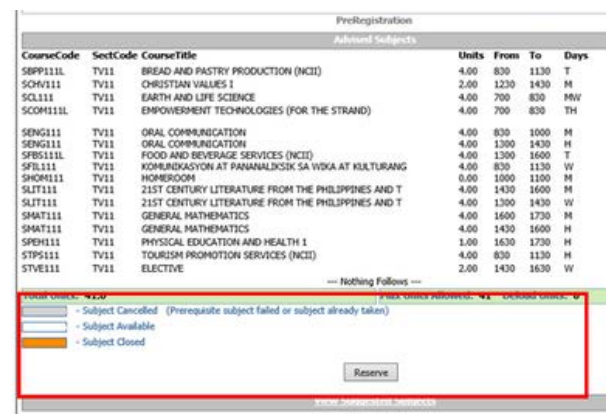 PreRegistration
Advised Subjects
CourseCode SectCode CourseTitle Units From To Days
SBPP111L TV11 BREAD AND PASTRY PRODUCTION (NCII) 4.00 830 1130 T
SCHV111 TV11 CHRISTIAN VALUES I 2.00 1230 1430 M
SCL111 TV11 EARTH AND LIFE SCIENCE 4.00 700 830 MW
SCOM111L TV11 EMPOWERMENT TECHNOLOGIES (FOR THE STRAND) 4.00 700 830 TH
SENG111 TV11 ORAL COMMUNICATION 4.00 830 1000 M
SENG111 TV11 ORAL COMMUNICATION 4.00 1300 1430 H
SFBS111L TV11 FOOD AND BEVERAGE SERVICES (NCII) 4.00 1300 1600 T
SFIL111 TV11 KOMUNIKASYON AT PANANALIKSIK SA WIKA AT KULTURANG 4.00 830 1130 W
SHOM111 TV11 HOMEROOM 0.00 1000 1100 M
SLIT111 TV11 21ST CENTURY LITERATURE FROM THE PHILIPPINES AND T 4.00 1430 1600 M
SLIT111 TV11 21ST CENTURY LITERATURE FROM THE PHILIPPINES AND T 4.00 1300 1430 W
SMAT111 TV11 GENERAL MATHEMATICS 4.00 1600 1730 M
SMAT111 TV11 GENERAL MATHEMATICS 4.00 1430 1600 H
SPEH111 TV11 PHYSICAL EDUCATION AND HEALTH 1 1.00 1630 1730 H
STPS111 TV11 TOURISM PROMOTION SERVICES (NCII) 4.00 830 1130 H
STVE111 TV11 ELECTIVE 2.00 1430 1630 W
--- Nothing Follows ---
Total Units: 41.0 Max Units Allowed: 41 Deload Units: 0
- Subject Cancelled (Prerequisite subject failed or subject already taken)
- Subject Available
- Subject Closed
Reserve